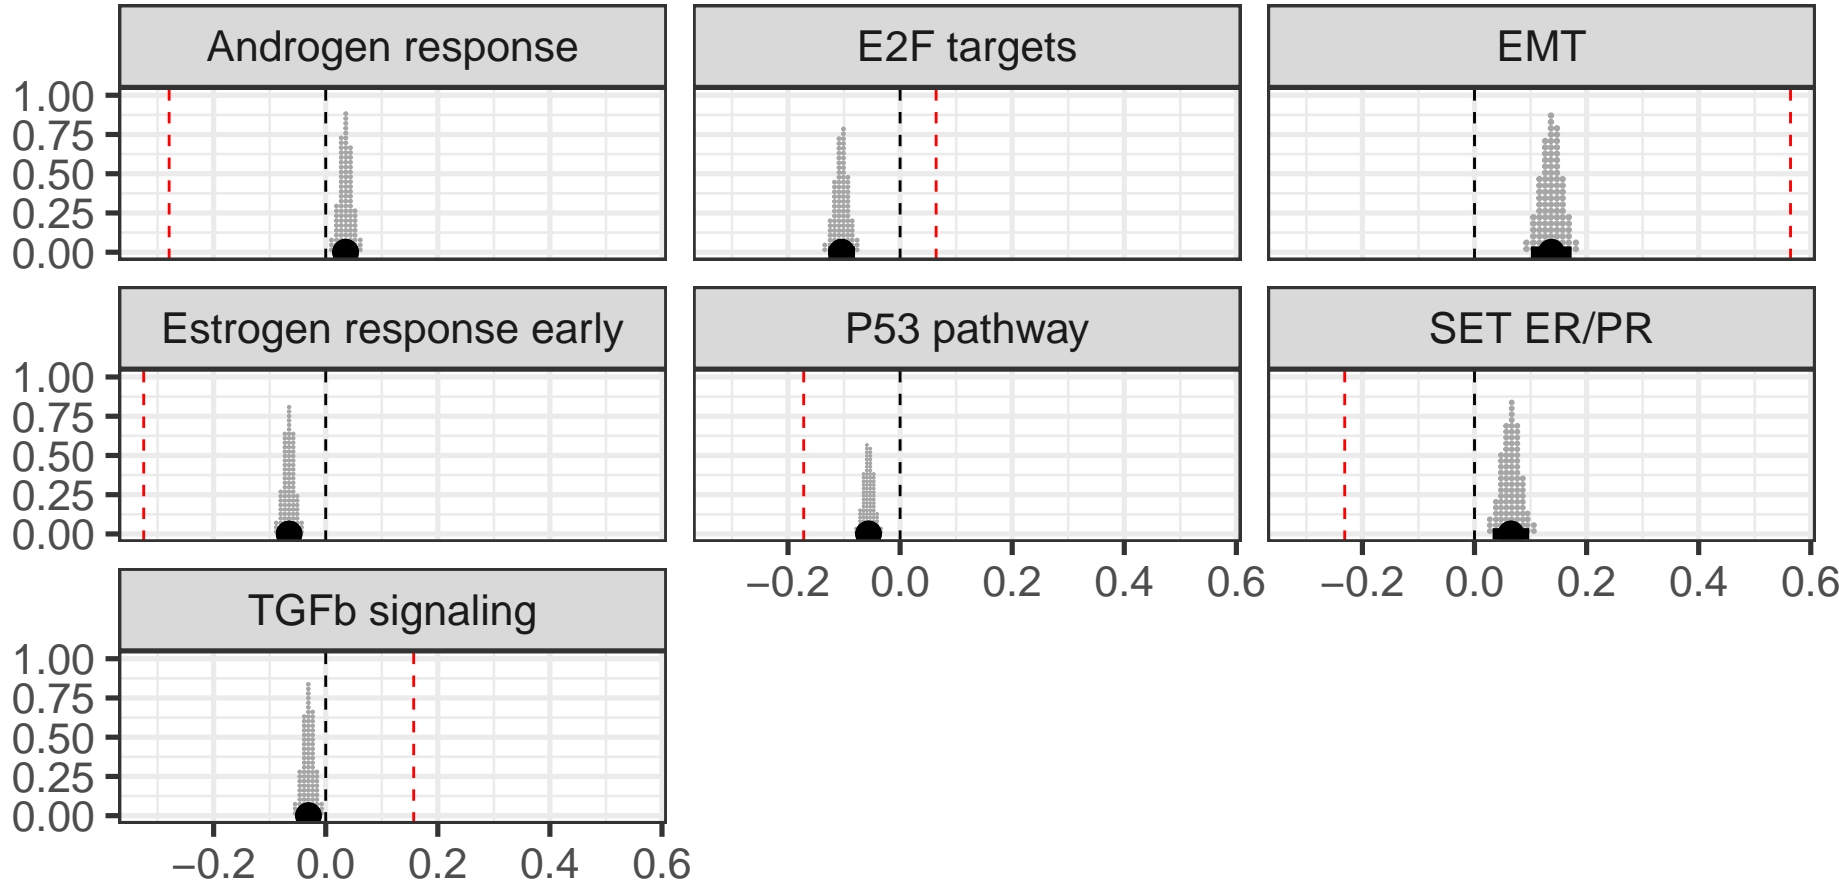 Androgen response
E2F targets
EMT
1.00
0.75
0.50
0.25
0.00
Estrogen response early
P53 pathway
SET ER/PR
1.00
0.75
0.50
0.25
0.00
−0.2 0.0 0.2 0.4 0.6
−0.2 0.0 0.2 0.4 0.6
TGFb signaling
1.00
0.75
0.50
0.25
0.00
−0.2 0.0 0.2 0.4 0.6